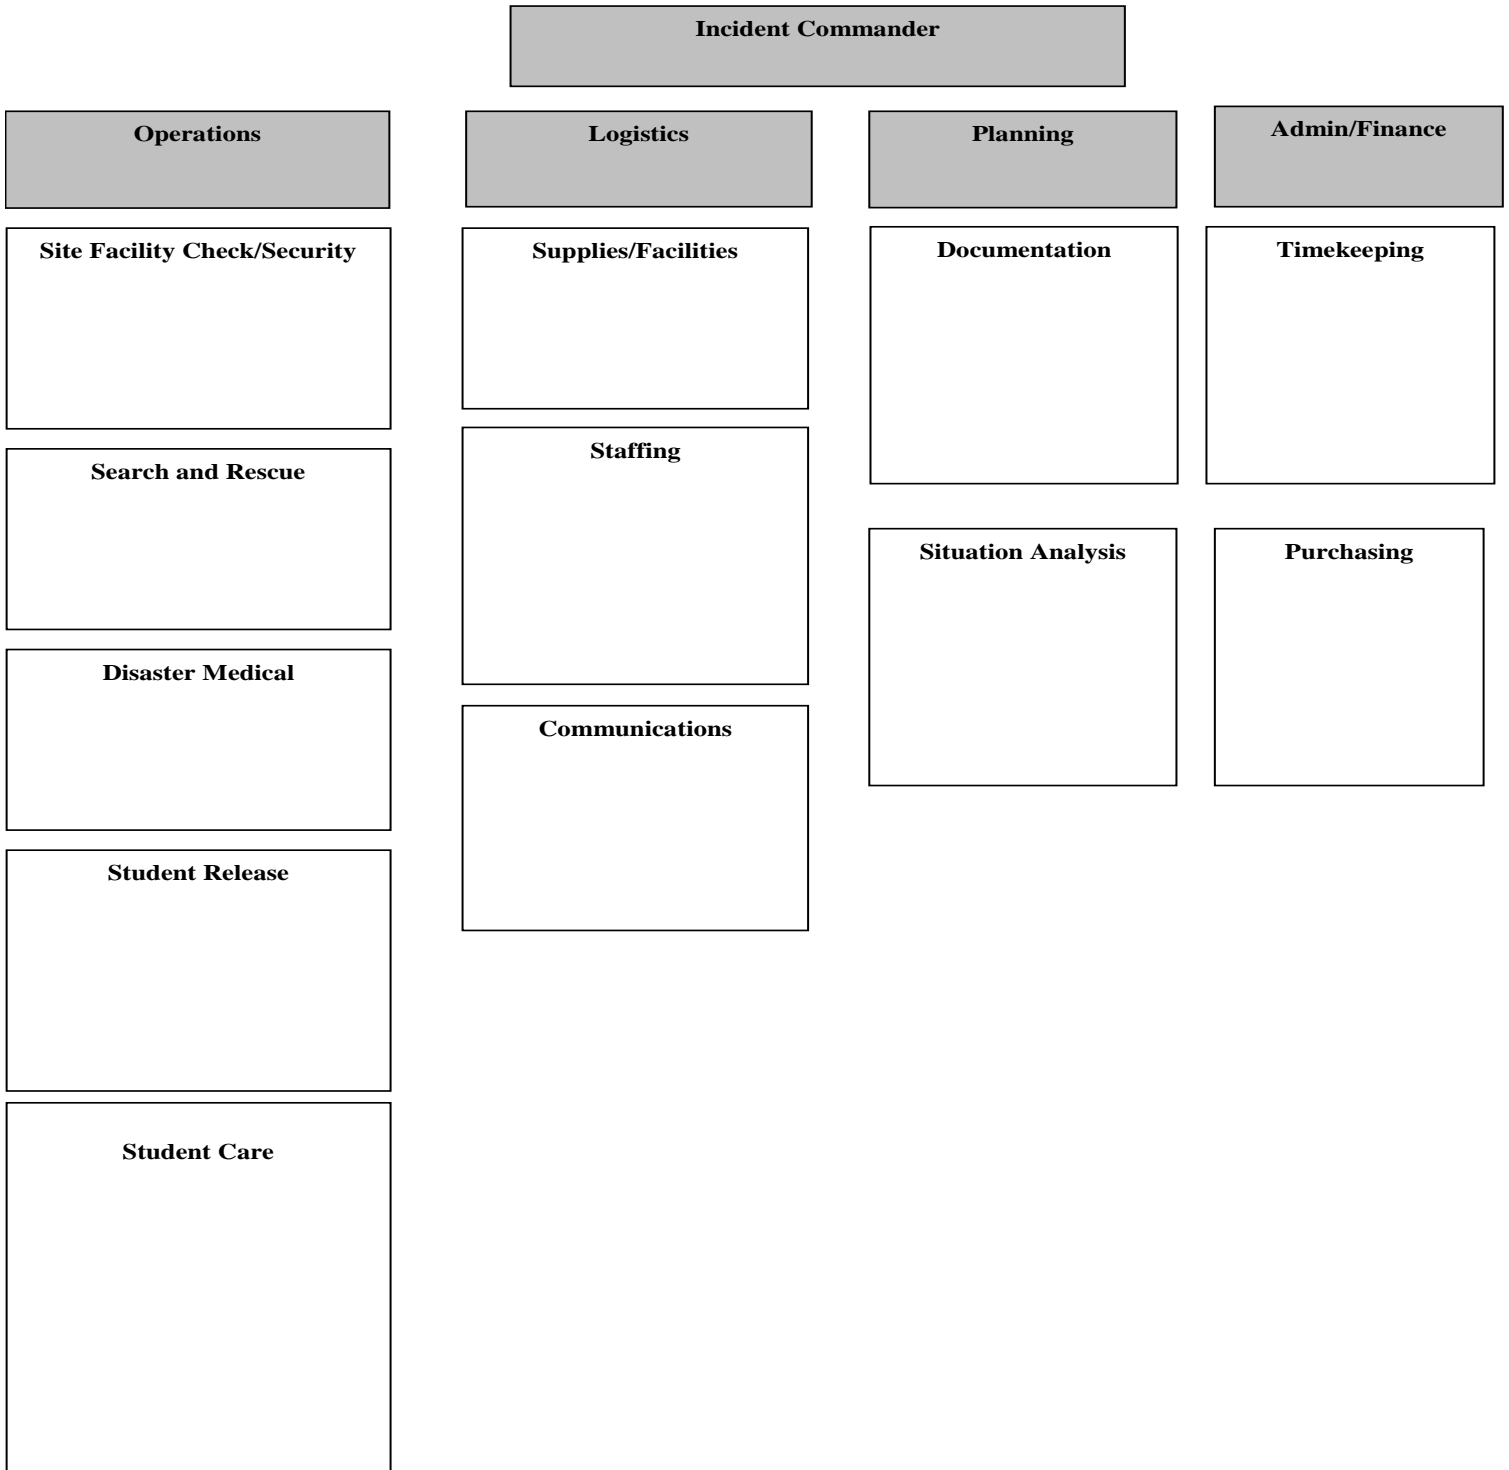 Incident Commander
Operations
Logistics
Planning
Admin/Finance
Site Facility Check/Security
Supplies/Facilities
Documentation
Timekeeping
Search and Rescue
Staffing
Situation Analysis
Purchasing
Disaster Medical
Communications
Student Release
Student Care